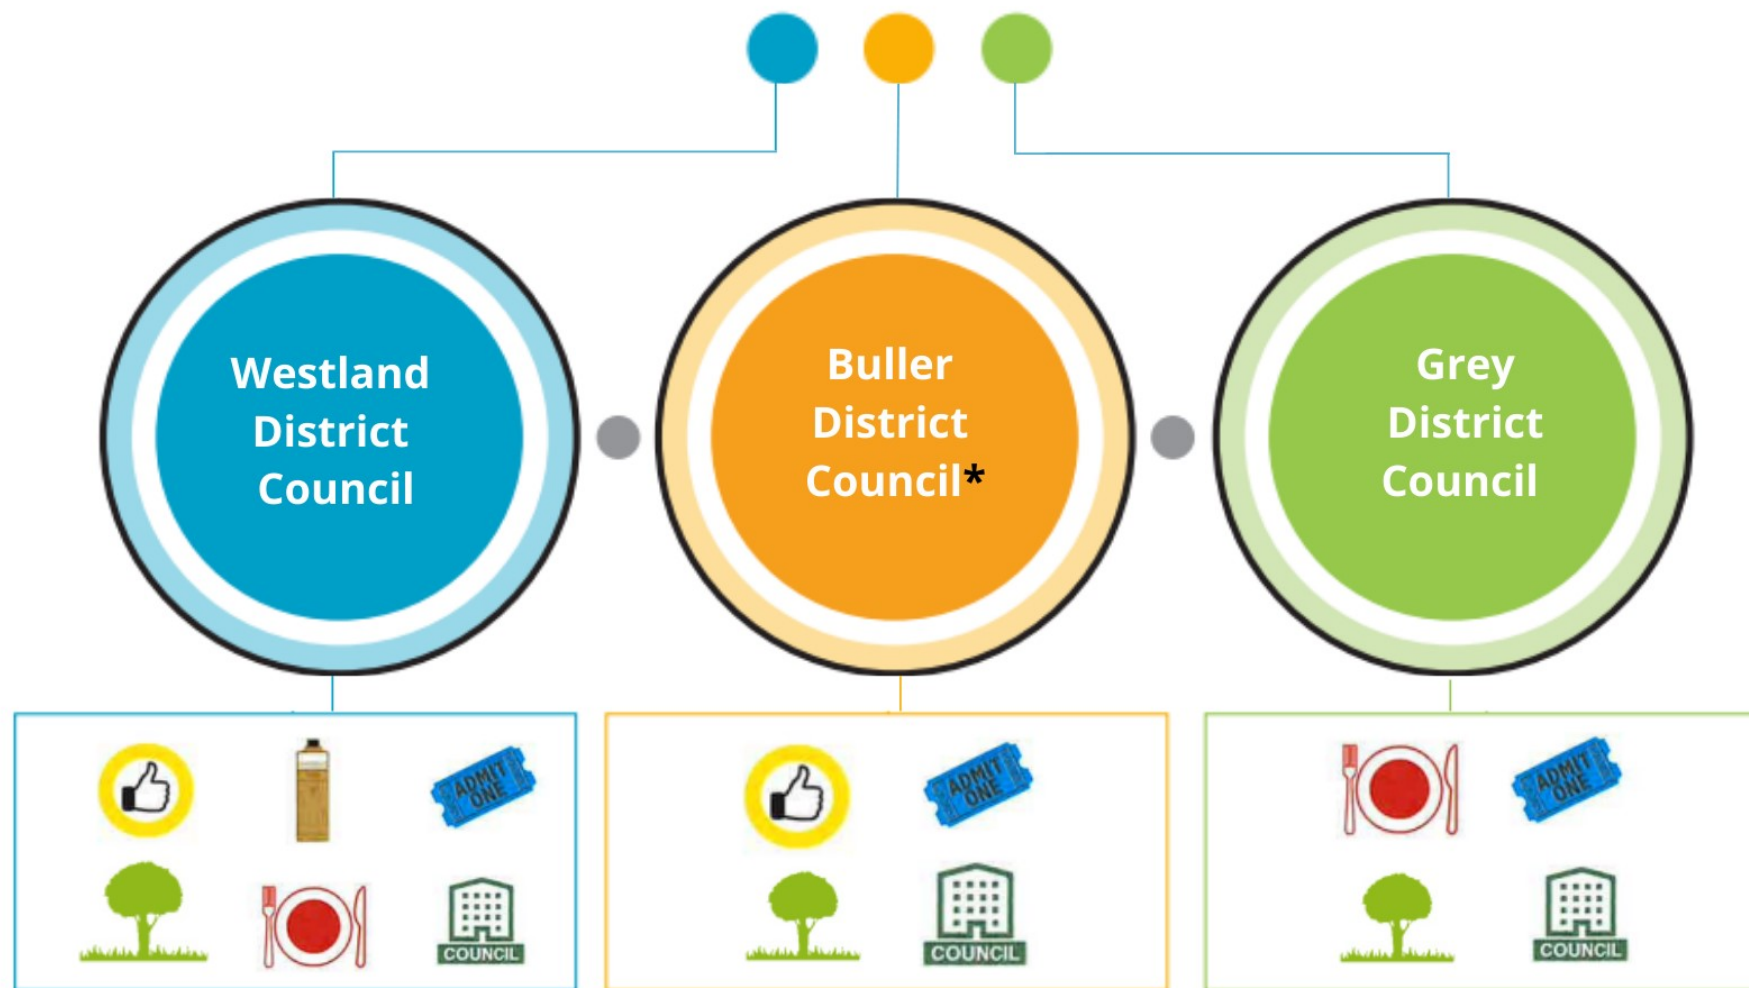 Westland
District
Council
Buller
District
Council*
Grey
District
Council
ADMIT
ONE
COUNCIL
ADMIT
ONE
COUNCIL
ADMIT
ONE
COUNCIL